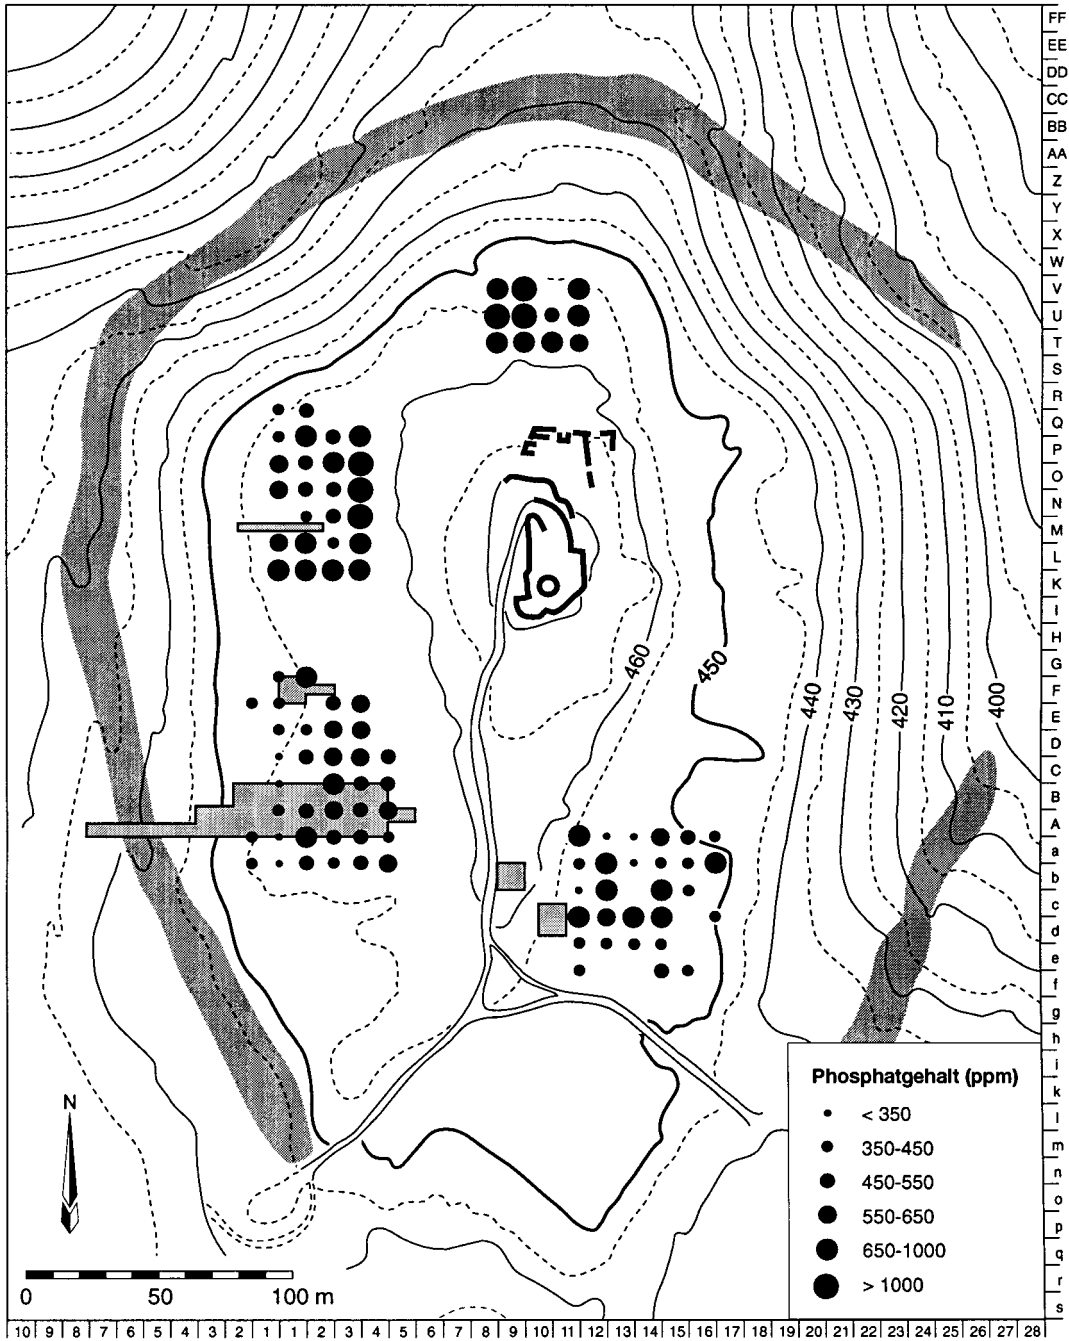 FF
EE
DD
CC
BB
AA
Z
Y
X
W
V
U
T
S
R
Q
P
O
N
M
L
K
I
H
G
F
E
D
C
B
A
a
b
c
d
e
f
g
h
i
k
l
m
n
o
p
q
r
s
460
450
440
430
420
410
400
Phosphatgehalt (ppm)
< 350
350-450
450-550
550-650
650-1000
> 1000
N
0 50 100 m
10 9 8 7 6 5 4 3 2 1 1 2 3 4 5 6 7 8 9 10 11 12 13 14 15 16 17 18 19 20 21 22 23 24 25 26 27 28